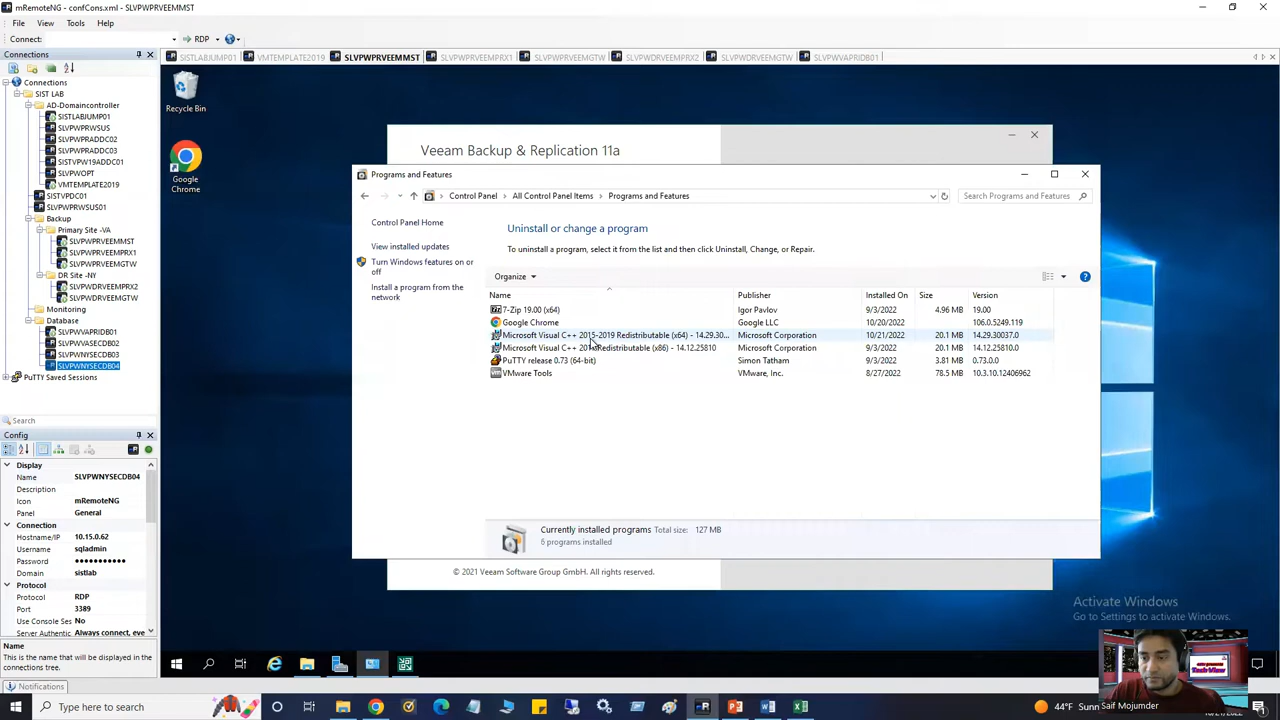 mRemoteNG - confCons.xml - SLVPWPRVEEMMST
File View Tools Help
Connect: RDP
Connections
Connections
SIST LAB
AD-Domaincontroller
SISTLABJUMP01
SLVPWPRWSUS
SLVPWPRADDC02
SLVPWPRADDC03
SISTVPW19ADDC01
SLVPWOPT
VMTEMPLATE2019
SISTVPDC01
SLVPWPRWSUS01
Backup
Primary Site -VA
SLVPWPRVEEMMST
SLVPWPRVEEMPRX1
SLVPWPRVEEMGTW
DR Site -NY
SLVPWDRVEEMPRX2
SLVPWDRVEEMGTW
Monitoring
Database
SLVPWVAPRIDB01
SLVPWVASECDB02
SLVPWNYSECDB03
SLVPWNYSECDB04
PuTTY Saved Sessions
Search
Config
Display
Name SLVPWNYSECDB04
Description
Icon mRemoteNG
Panel General
Connection
Hostname/IP 10.15.0.62
Username sqladmin
Password
Domain sistlab
Protocol
Protocol RDP
Port 3389
Use Console Ses No
Server Authentic Always connect, eve
Name
This is the name that will be displayed in the
connections tree.
Notifications
SISTLABJUMP01 VMTEMPLATE2019 SLVPWPRVEEMMST SLVPWPRVEEMPRX1 SLVPWPRVEEMGTW SLVPWDRVEEMPRX2 SLVPWDRVEEMGTW SLVPWVAPRIDB01
Recycle Bin
Google
Chrome
Veeam Backup & Replication 11a
Programs and Features
Control Panel All Control Panel Items Programs and Features
Search Programs and Features
Control Panel Home
View installed updates
Turn Windows features on or
off
Install a program from the
network
Uninstall or change a program
To uninstall a program, select it from the list and then click Uninstall, Change, or Repair.
Organize
Name Publisher Installed On Size Version
7-Zip 19.00 (x64) Igor Pavlov 9/3/2022 4.96 MB 19.00
Google Chrome Google LLC 10/20/2022 106.0.5249.119
Microsoft Visual C++ 2015-2019 Redistributable (x64) - 14.29.30... Microsoft Corporation 10/21/2022 20.1 MB 14.29.30037.0
Microsoft Visual C++ Redistributable (x86) - 14.12.25810 Microsoft Corporation 9/3/2022 20.1 MB 14.12.25810.0
PuTTY release 0.73 (64-bit) Simon Tatham 9/3/2022 3.81 MB 0.73.0.0
VMware Tools VMware, Inc. 8/27/2022 78.5 MB 10.3.10.12406962
Currently installed programs Total size: 127 MB
6 programs installed
© 2021 Veeam Software Group GmbH. All rights reserved.
Activate Windows
Go to Settings to activate Windows.
Tech View
Saif Mojumder
Type here to search
44°F Sunn